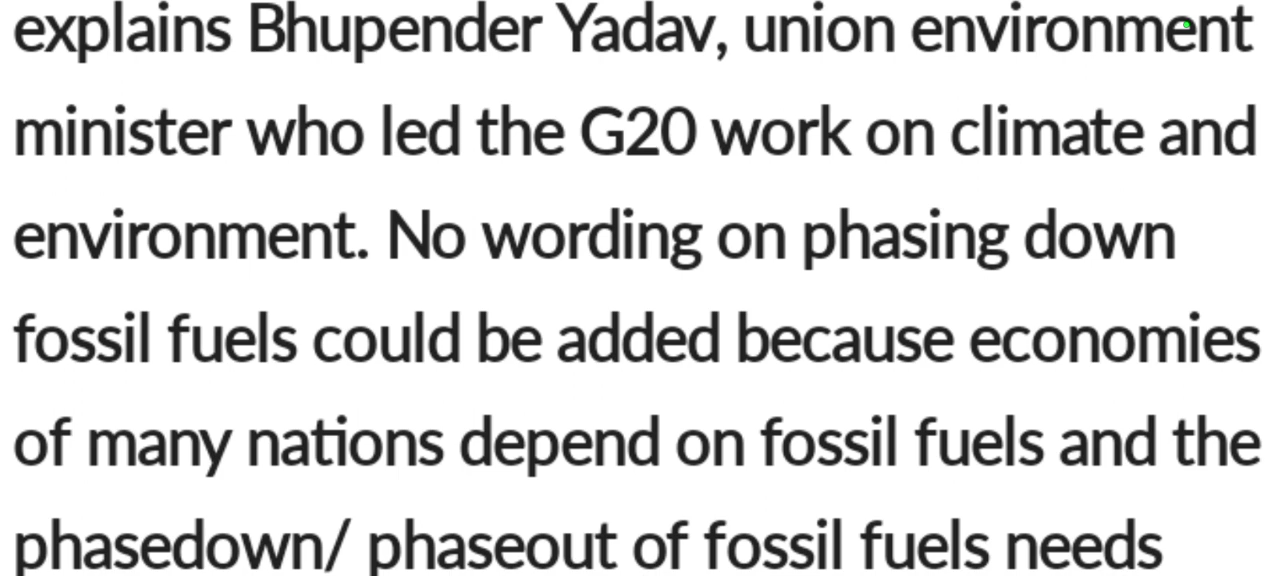 explains Bhupender Yadav, union environment
minister who led the G20 work on climate and
environment. No wording on phasing down
fossil fuels could be added because economies
of many nations depend on fossil fuels and the
phasedown/ phaseout of fossil fuels needs